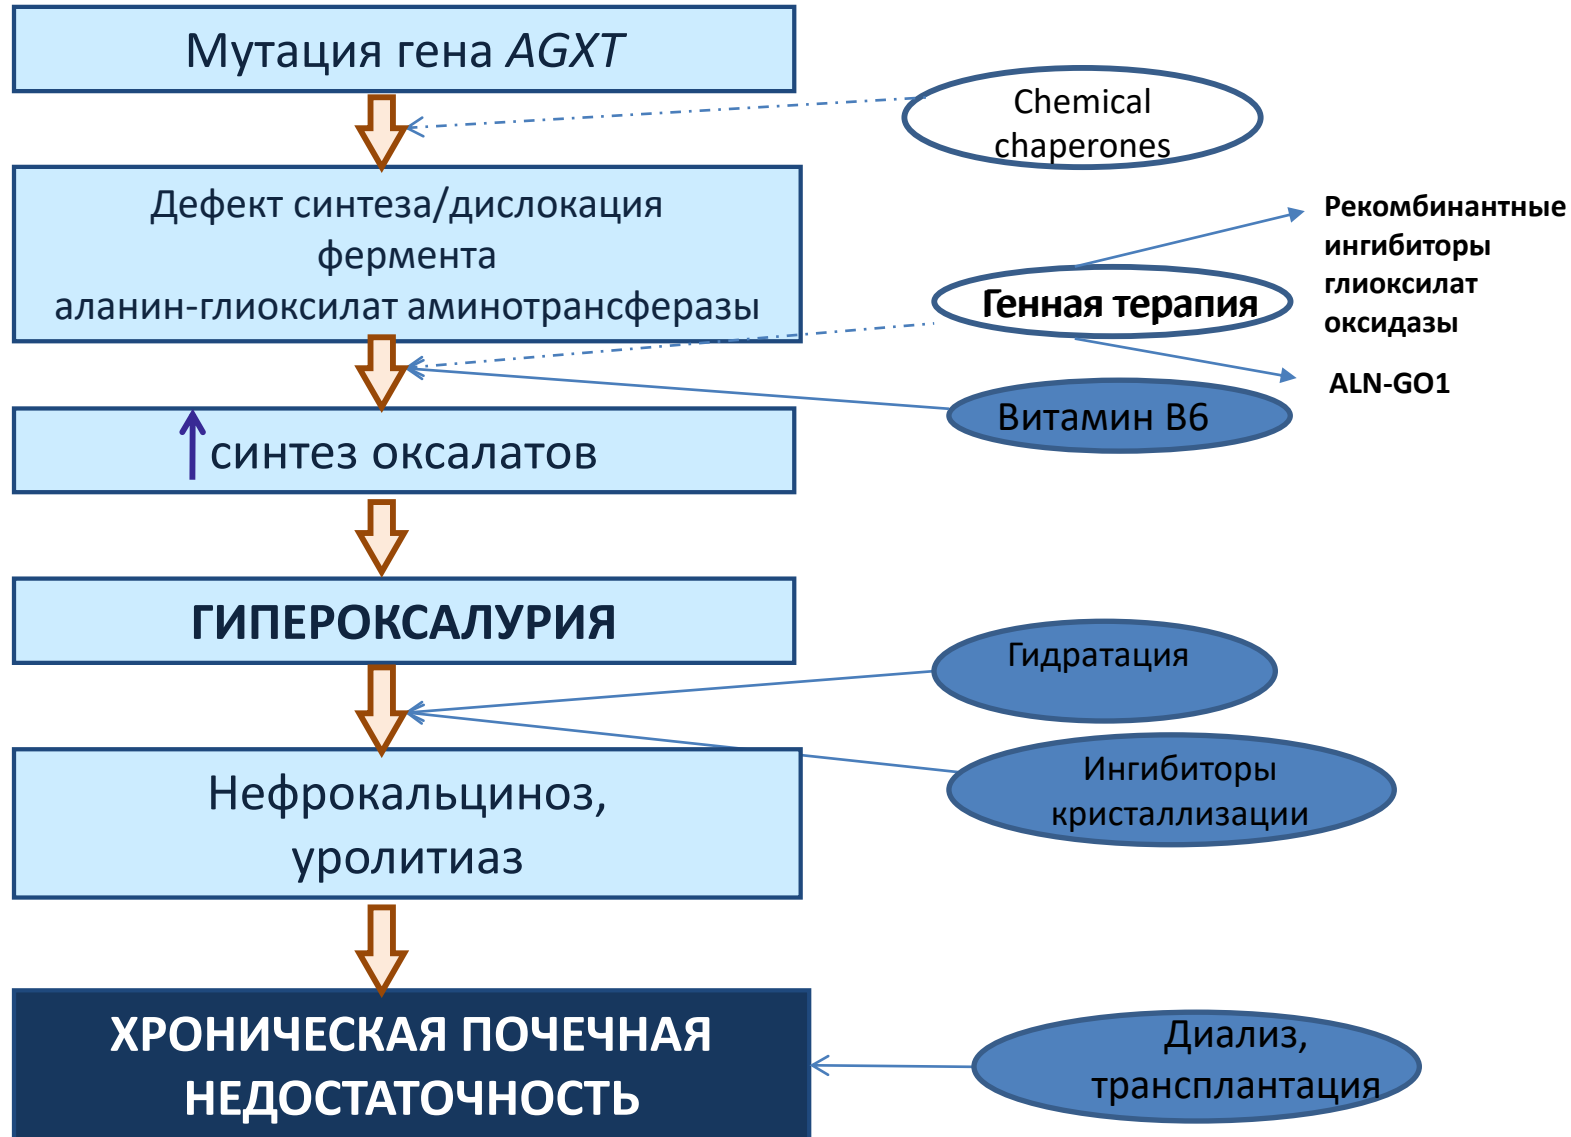 Мутация гена AGXT
Chemical
chaperones
Дефект синтеза/дислокация
фермента
аланин-глиоксилат аминотрансферазы
Генная терапия
Рекомбинантные
ингибиторы
глиоксилат
оксидазы
ALN-GO1
Витамин В6
синтез оксалатов
ГИПЕРОКСАЛУРИЯ
Гидратация
Ингибиторы
кристаллизации
Нефрокальциноз,
уролитиаз
ХРОНИЧЕСКАЯ ПОЧЕЧНАЯ
НЕДОСТАТОЧНОСТЬ
Диализ,
трансплантация